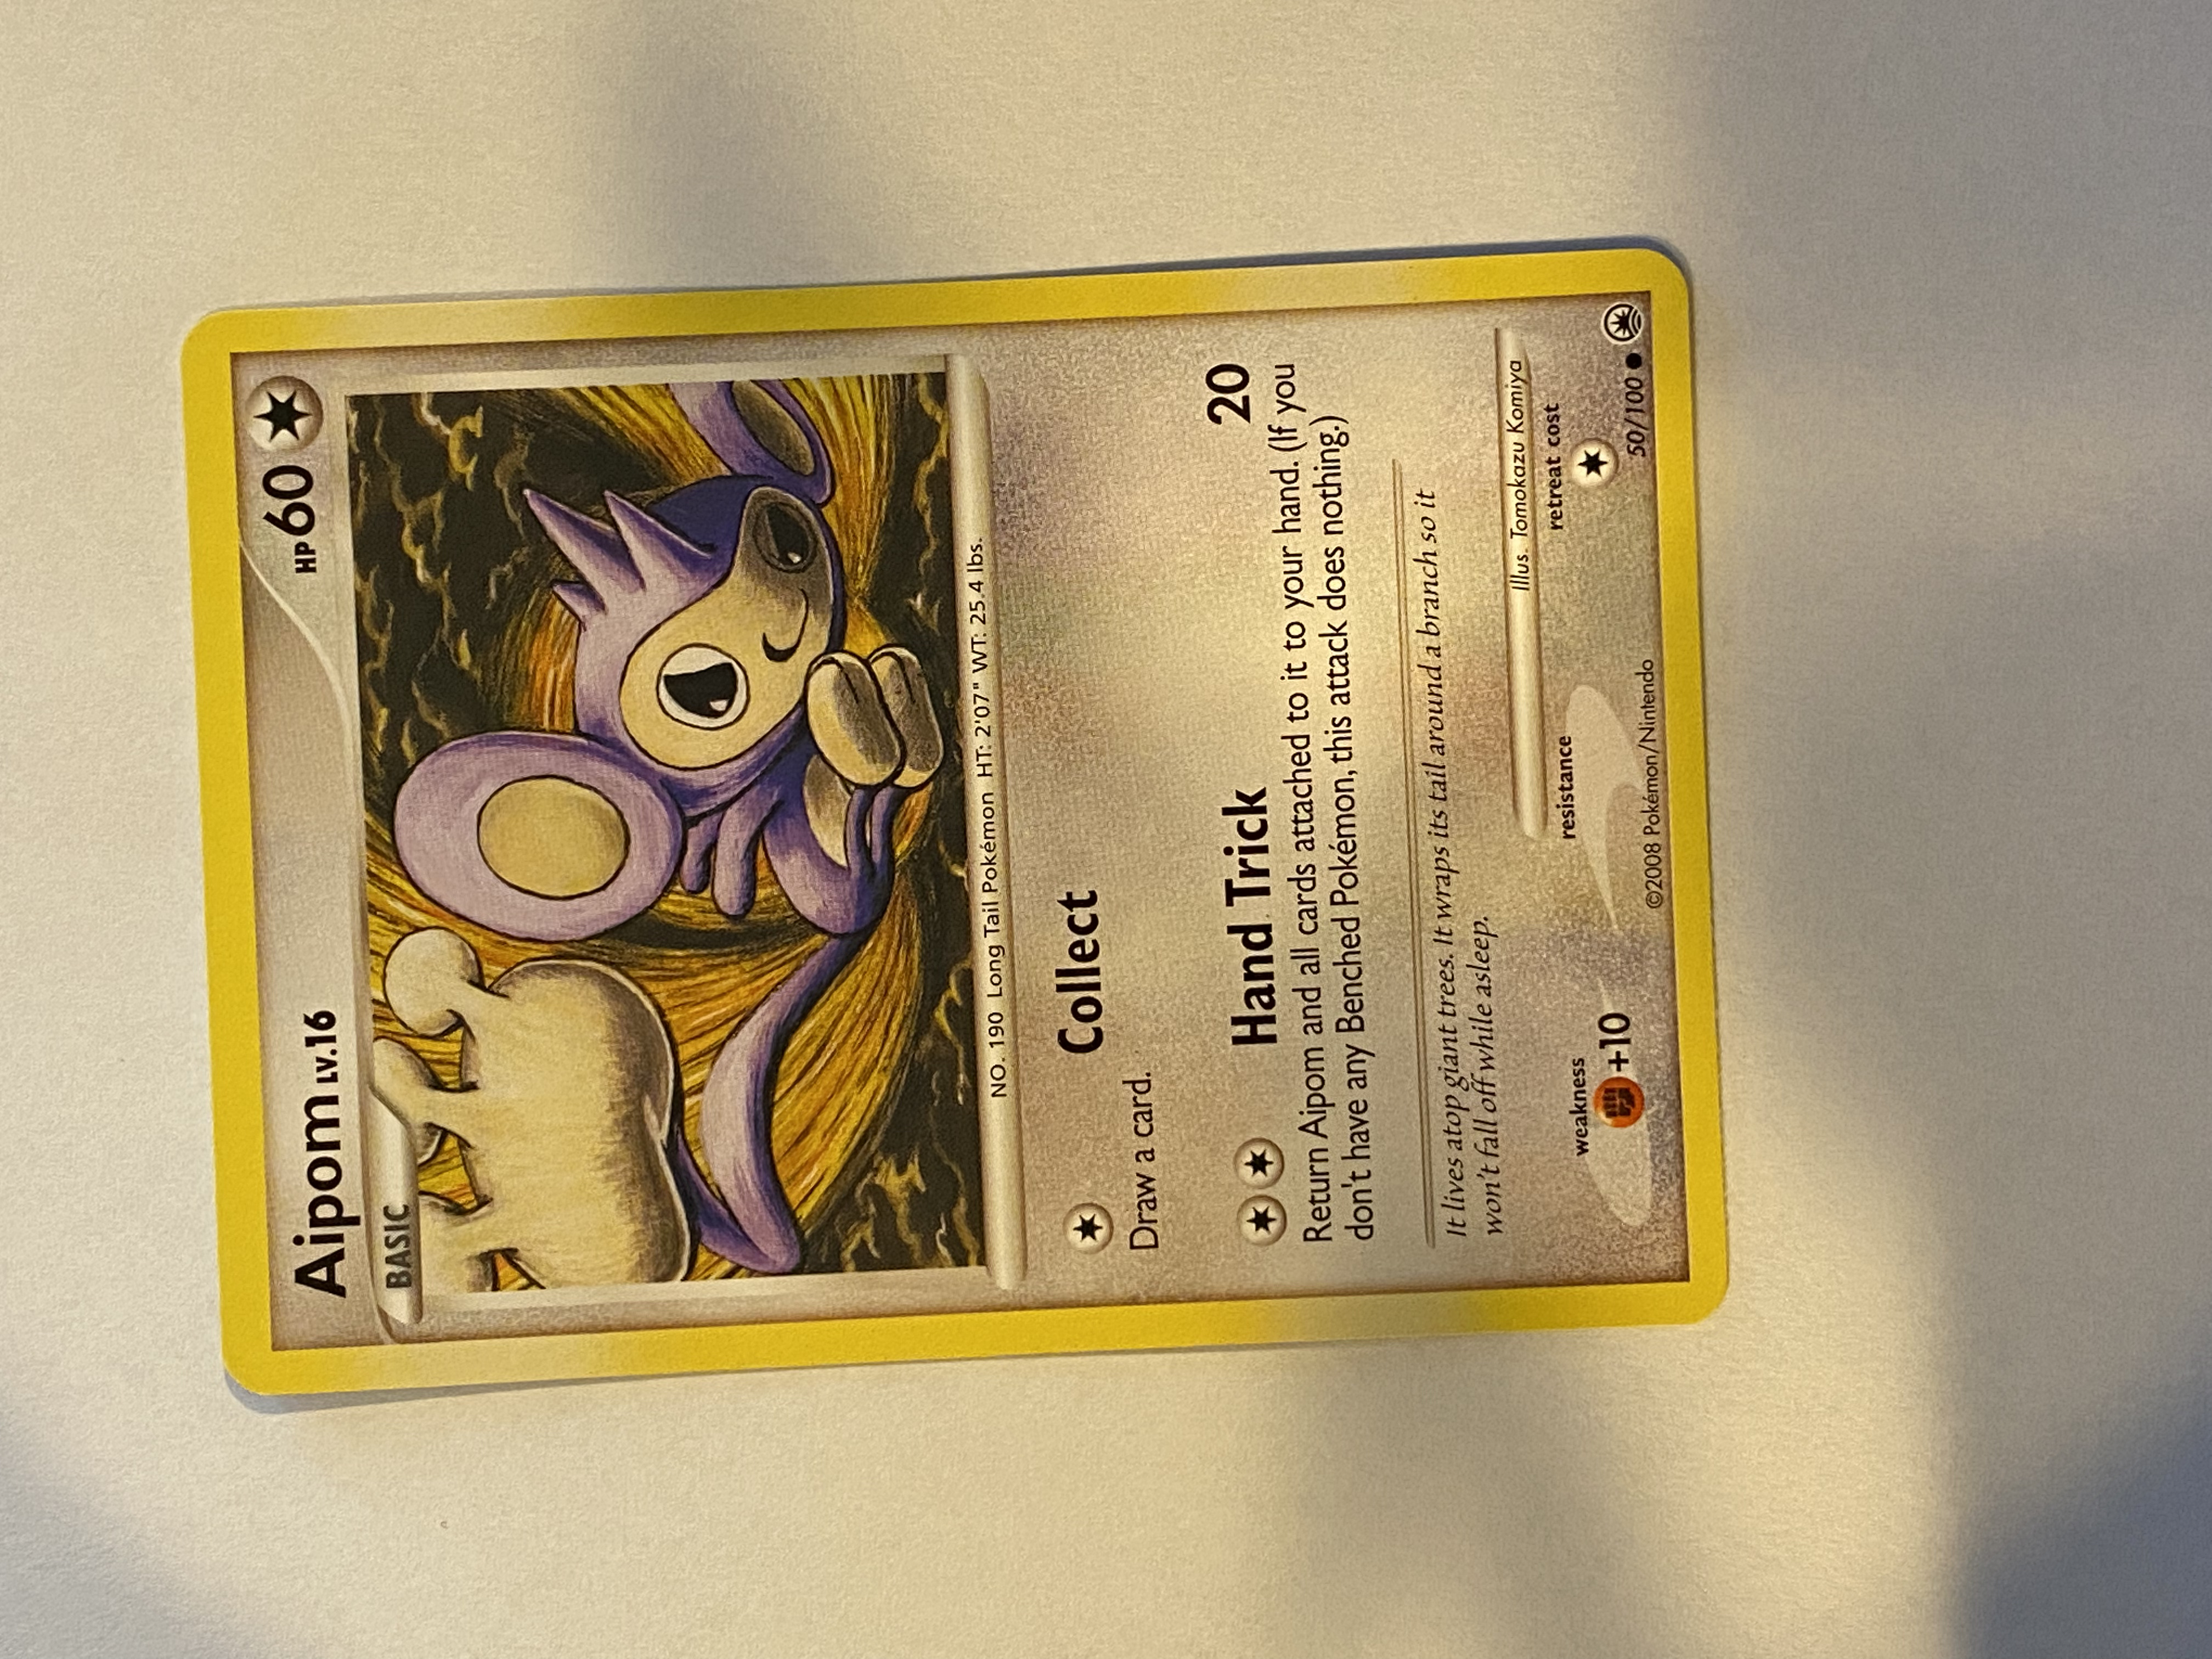 Aipom LV.16
HP 60
BASIC
NO. 190 Long Tail Pokémon HT: 2'07" WT: 25.4 lbs.
Collect
Draw a card.
Hand Trick 20
Return Aipom and all cards attached to it to your hand. (If you
don't have any Benched Pokémon, this attack does nothing.)
It lives atop giant trees. It wraps its tail around a branch so it
won't fall off while asleep.
Illus. Tomokazu Komiya
weakness
+10
resistance
retreat cost
©2008 Pokémon/Nintendo
50/100